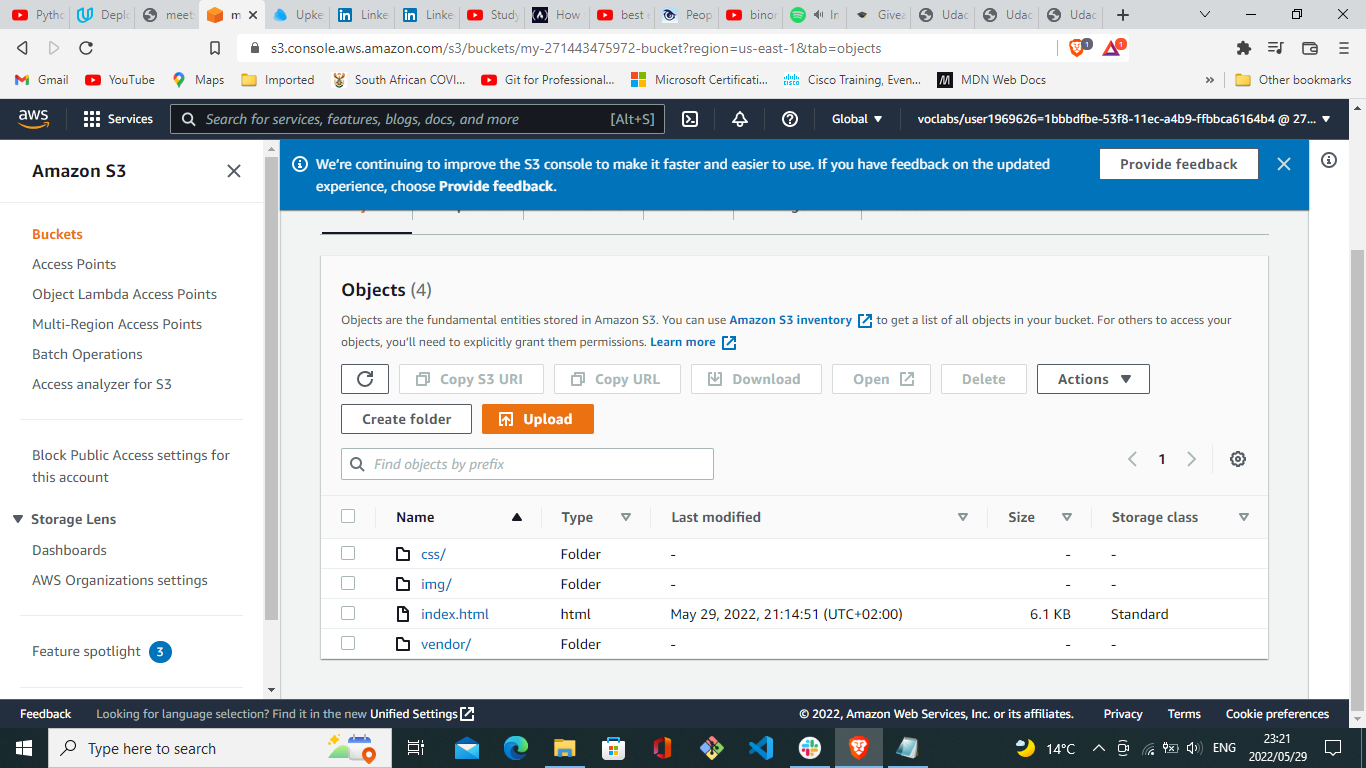 Pytho
Deplo
meet
m
Upke
Linke
Linke
Study
How
best
Peop
binor
In
Givea
Udac
Udac
Udac
s3.console.aws.amazon.com/s3/buckets/my-271443475972-bucket?region=us-east-1&tab=objects
1
1
Gmail
YouTube
Maps
Imported
South African COVI...
Git for Professional...
Microsoft Certificati...
Cisco Training, Even...
MDN Web Docs
»
Other bookmarks
aws
Services
Search for services, features, blogs, docs, and more
[Alt+S]
Global
voclabs/user1969626=1bbbdfbe-53f8-11ec-a4b9-ffbbca6164b4 @ 27...
Amazon S3
We're continuing to improve the S3 console to make it faster and easier to use. If you have feedback on the updated
experience, choose Provide feedback.
Provide feedback
Buckets
Access Points
Object Lambda Access Points
Multi-Region Access Points
Batch Operations
Access analyzer for S3
Block Public Access settings for
this account
Storage Lens
Dashboards
AWS Organizations settings
Feature spotlight 3
Objects (4)
Objects are the fundamental entities stored in Amazon S3. You can use Amazon S3 inventory to get a list of all objects in your bucket. For others to access your
objects, you'll need to explicitly grant them permissions. Learn more
Copy S3 URI
Copy URL
Download
Open
Delete
Actions
Create folder
Upload
Find objects by prefix
1
Name Type Last modified Size Storage class
css/ Folder - - -
img/ Folder - - -
index.html html May 29, 2022, 21:14:51 (UTC+02:00) 6.1 KB Standard
vendor/ Folder - - -
Feedback
Looking for language selection? Find it in the new Unified Settings
© 2022, Amazon Web Services, Inc. or its affiliates.
Privacy
Terms
Cookie preferences
Type here to search
14°C
ENG
23:21
2022/05/29